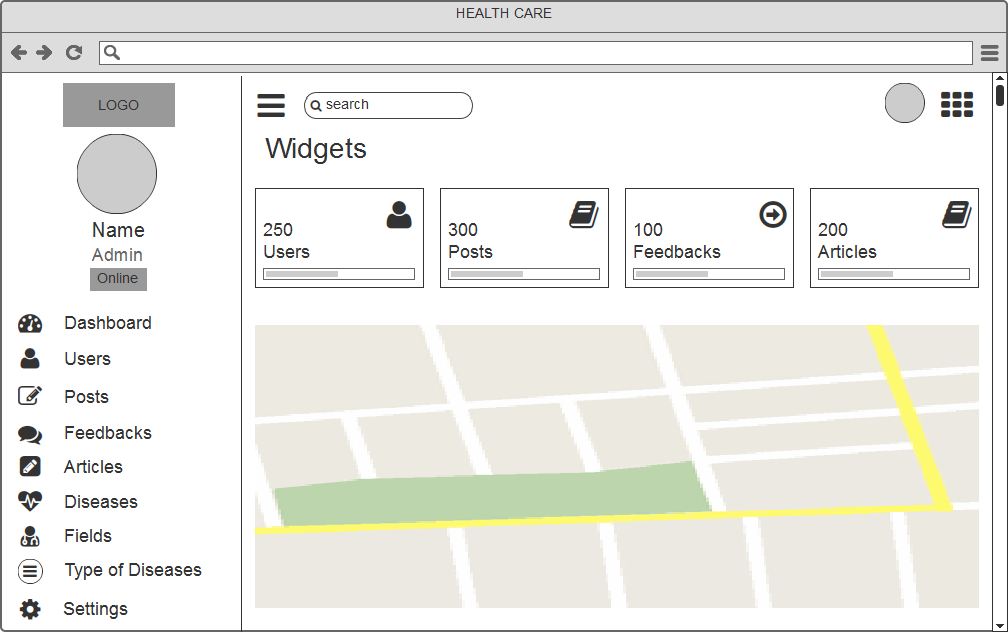 HEALTH CARE
LOGO
Name
Admin
Online
Dashboard
Users
Posts
Feedbacks
Articles
Diseases
Fields
Type of Diseases
Settings
search
Widgets
250
Users
300
Posts
100
Feedbacks
200
Articles